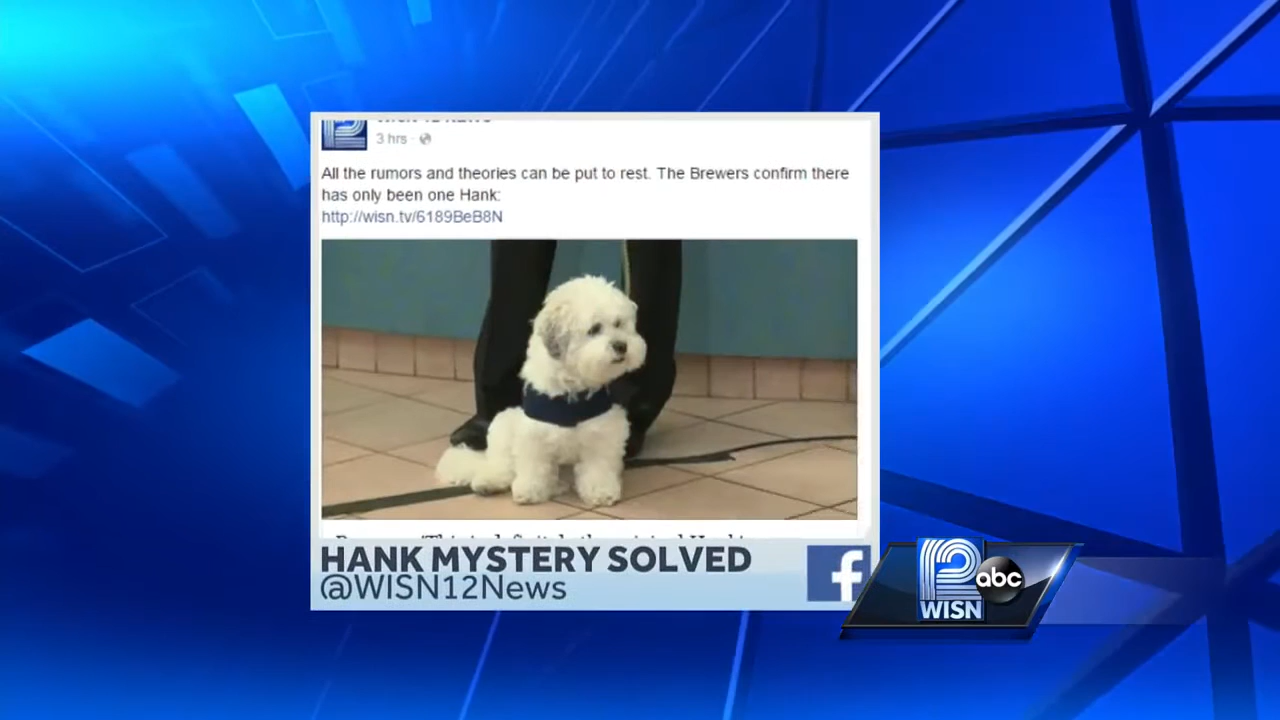 3 hrs ·
All the rumors and theories can be put to rest. The Brewers confirm there
has only been one Hank:
http://wisn.tv/6189BeB8N
HANK MYSTERY SOLVED
@WISN12News
f
12
abc
WISN